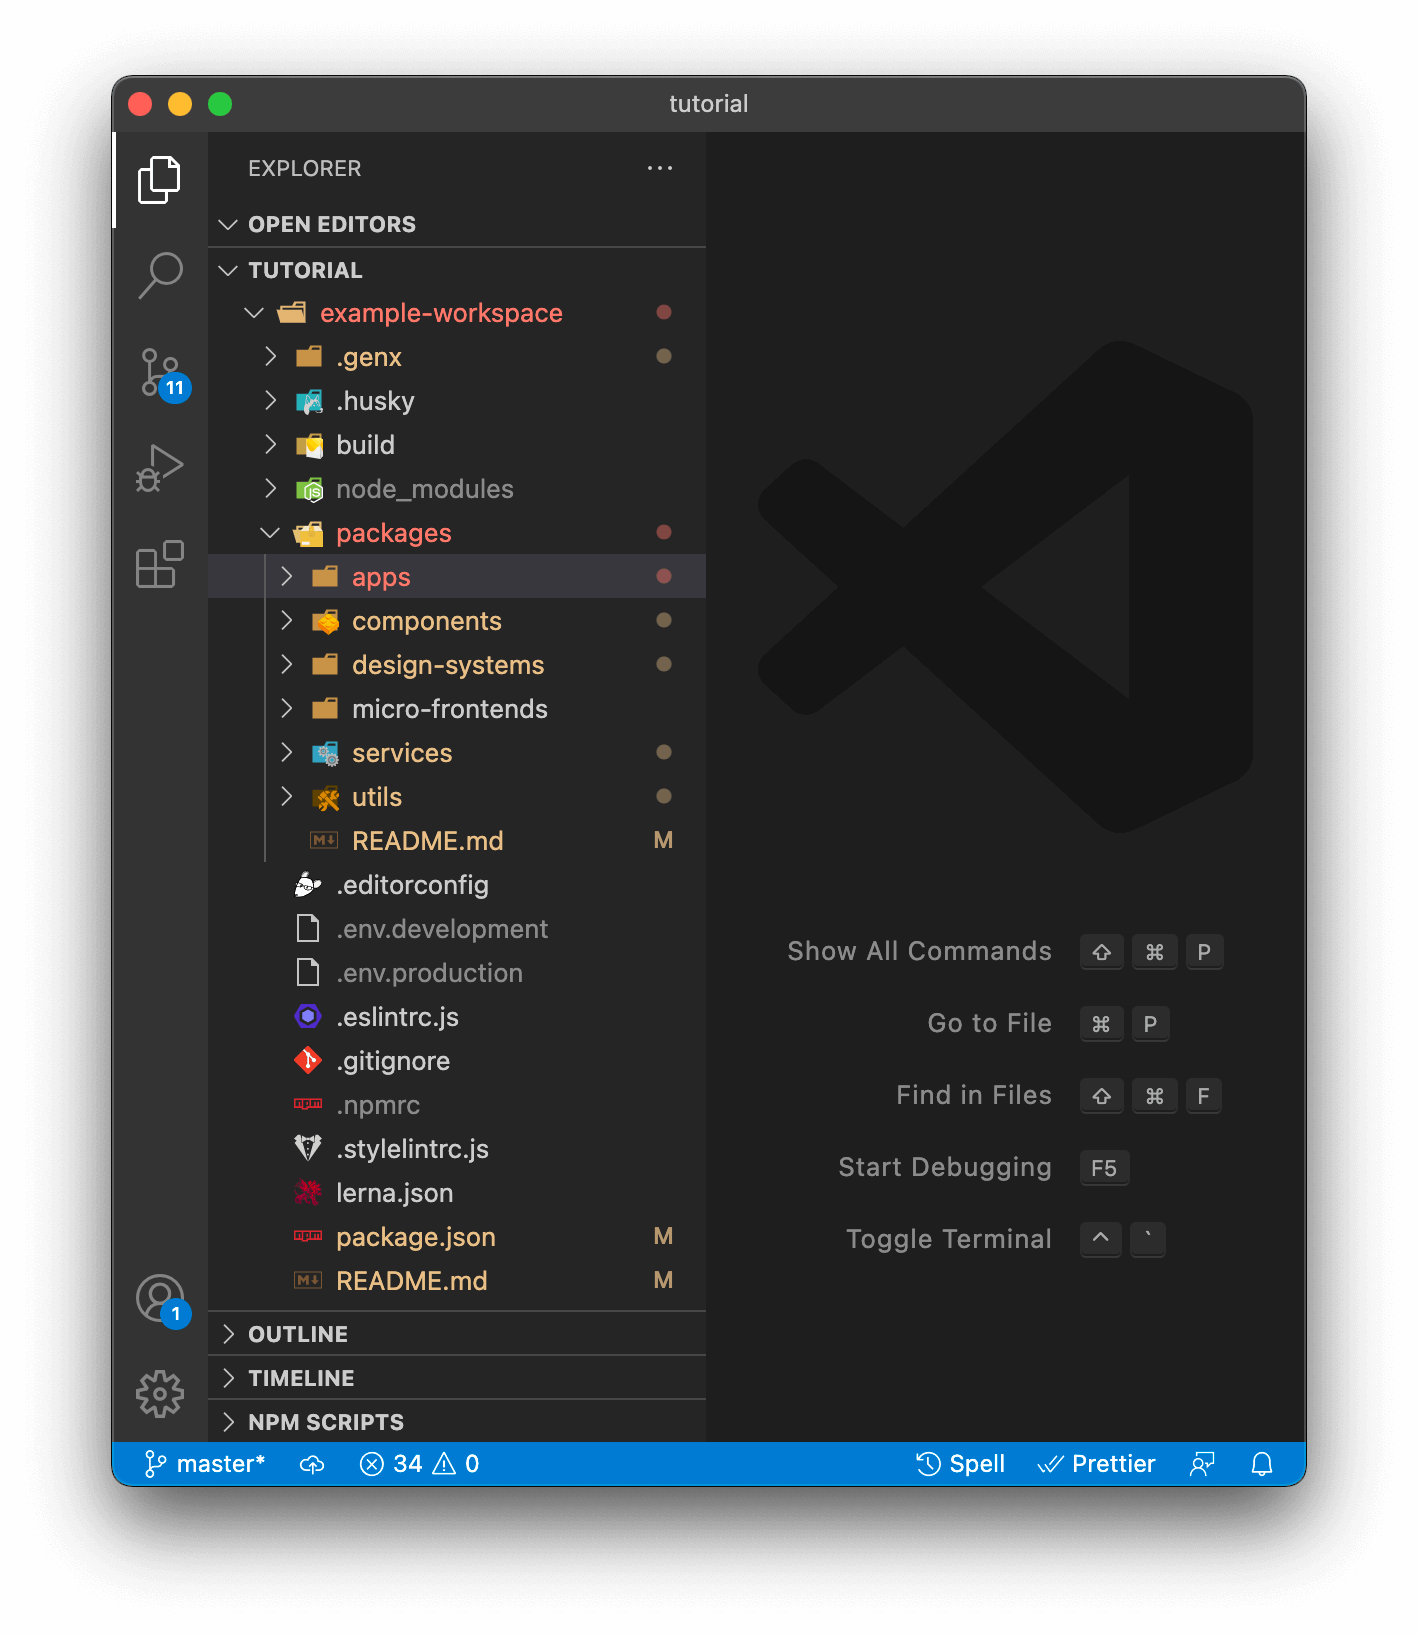 tutorial
EXPLORER
OPEN EDITORS
TUTORIAL
example-workspace
.genx
.husky
build
node_modules
packages
apps
components
design-systems
micro-frontends
services
utils
README.md M
.editorconfig
.env.development
.env.production
.eslintrc.js
.gitignore
.npmrc
.stylelintrc.js
lerna.json
package.json M
README.md M
OUTLINE
TIMELINE
NPM SCRIPTS
11
1
Show All Commands ⇧ ⌘ P
Go to File ⌘ P
Find in Files ⇧ ⌘ F
Start Debugging F5
Toggle Terminal ^ `
master* 34 0 Spell Prettier